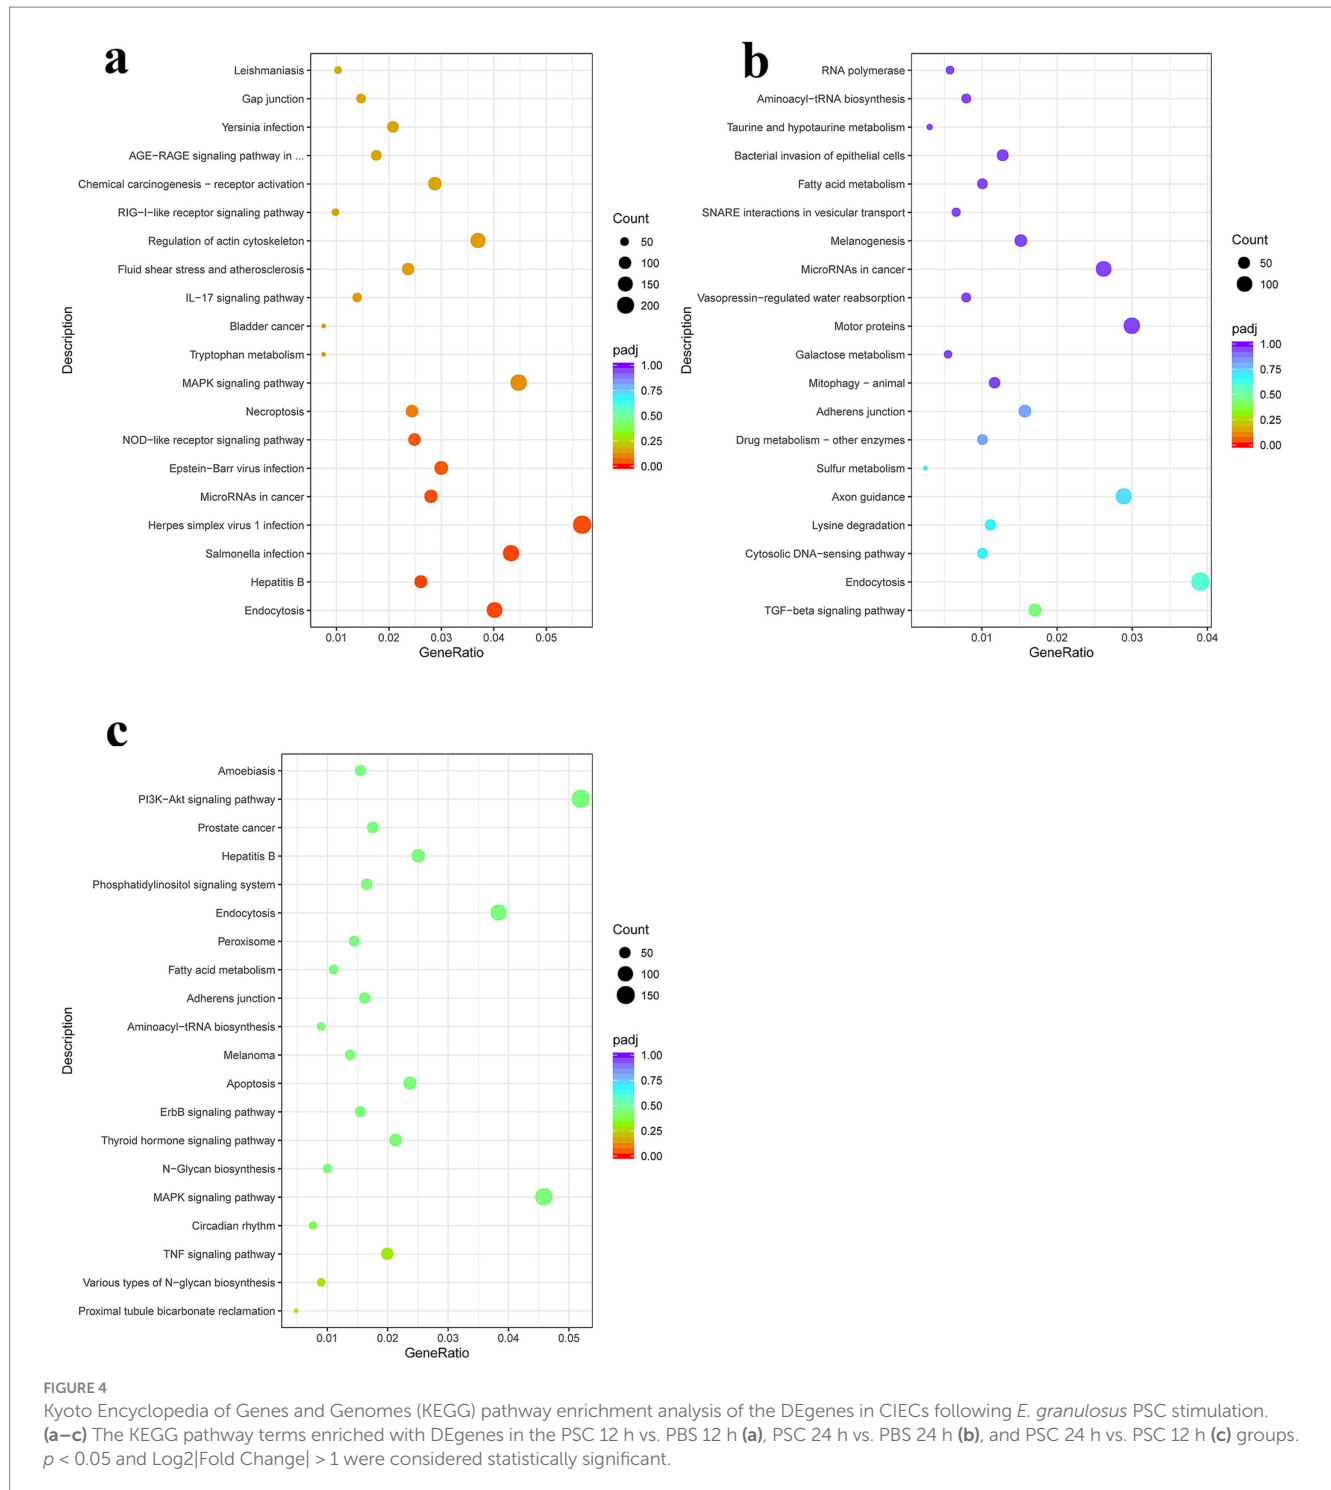 a
Leishmaniasis
Gap junction
Yersinia infection
AGE−RAGE signaling pathway in ...
Chemical carcinogenesis − receptor activation
RIG−I−like receptor signaling pathway
Regulation of actin cytoskeleton
Fluid shear stress and atherosclerosis
IL−17 signaling pathway
Bladder cancer
Tryptophan metabolism
MAPK signaling pathway
Necroptosis
NOD−like receptor signaling pathway
Epstein−Barr virus infection
MicroRNAs in cancer
Herpes simplex virus 1 infection
Salmonella infection
Hepatitis B
Endocytosis
Description
0.01 0.02 0.03 0.04 0.05
GeneRatio
Count
50
100
150
200
padj
1.00
0.75
0.50
0.25
0.00
b
RNA polymerase
Aminoacyl−tRNA biosynthesis
Taurine and hypotaurine metabolism
Bacterial invasion of epithelial cells
Fatty acid metabolism
SNARE interactions in vesicular transport
Melanogenesis
MicroRNAs in cancer
Vasopressin−regulated water reabsorption
Motor proteins
Galactose metabolism
Mitophagy − animal
Adherens junction
Drug metabolism − other enzymes
Sulfur metabolism
Axon guidance
Lysine degradation
Cytosolic DNA−sensing pathway
Endocytosis
TGF−beta signaling pathway
Description
0.01 0.02 0.03 0.04
GeneRatio
Count
50
100
padj
1.00
0.75
0.50
0.25
0.00
c
Amoebiasis
PI3K−Akt signaling pathway
Prostate cancer
Hepatitis B
Phosphatidylinositol signaling system
Endocytosis
Peroxisome
Fatty acid metabolism
Adherens junction
Aminoacyl−tRNA biosynthesis
Melanoma
Apoptosis
ErbB signaling pathway
Thyroid hormone signaling pathway
N−Glycan biosynthesis
MAPK signaling pathway
Circadian rhythm
TNF signaling pathway
Various types of N−glycan biosynthesis
Proximal tubule bicarbonate reclamation
Description
0.01 0.02 0.03 0.04 0.05
GeneRatio
Count
50
100
150
padj
1.00
0.75
0.50
0.25
0.00
FIGURE 4
Kyoto Encyclopedia of Genes and Genomes (KEGG) pathway enrichment analysis of the DEgenes in CIECs following E. granulosus PSC stimulation.
(a–c) The KEGG pathway terms enriched with DEgenes in the PSC 12 h vs. PBS 12 h (a), PSC 24 h vs. PBS 24 h (b), and PSC 24 h vs. PSC 12 h (c) groups.
p < 0.05 and Log2|Fold Change| > 1 were considered statistically significant.